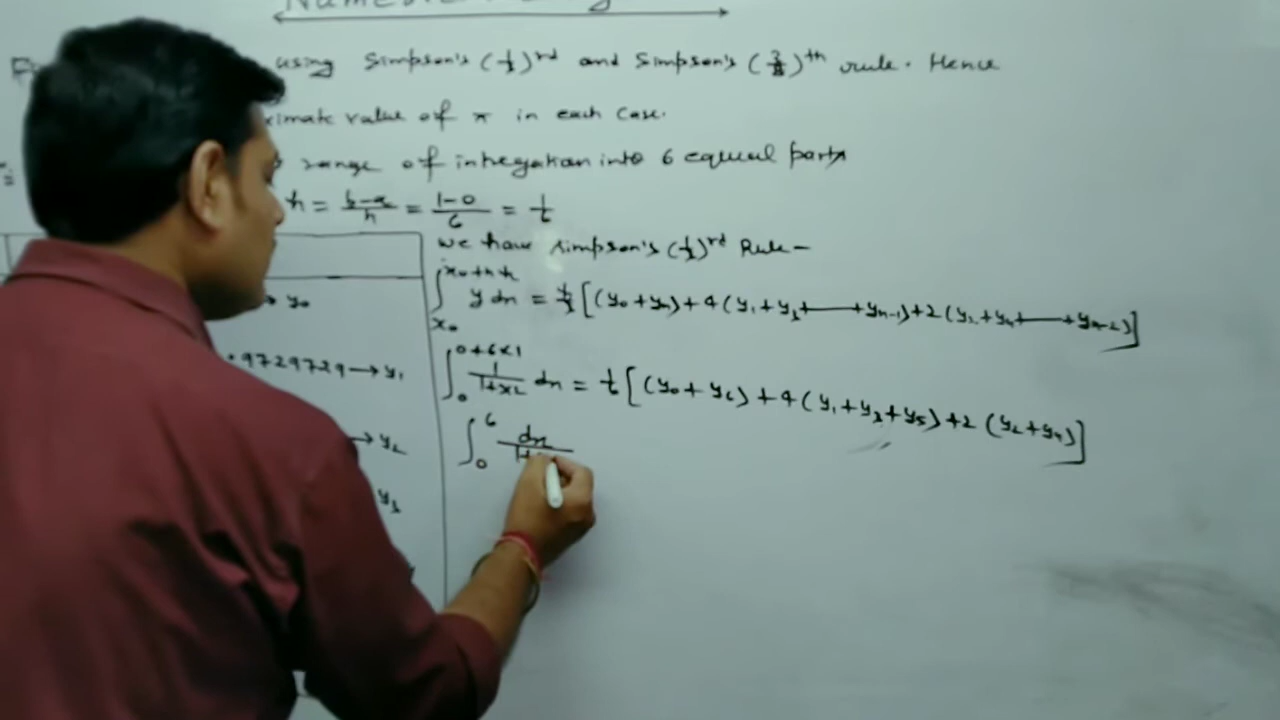 using Simpson's (1/3)rd and Simpson's (3/8)th rule. Hence
ximate value of π in each case.
range of integration into 6 equal parts
h = b-a/n = 1-0/6 = 1/6
we have simpson's (1/3)rd Rule –
∫x₀^x₀+nh y dx = h/3 [(y₀+yₙ)+4(y₁+y₃+—+yₙ₋₁)+2(y₂+y₄+—+yₙ₋₂)]
→ y₀
∫₀^0+6×1 1/1+x² dx = 1/6 [(y₀+y₆)+4(y₁+y₃+y₅)+2(y₂+y₄)]
.9729729 → y₁
∫₀^6 dx/1+
→ y₂
y₃